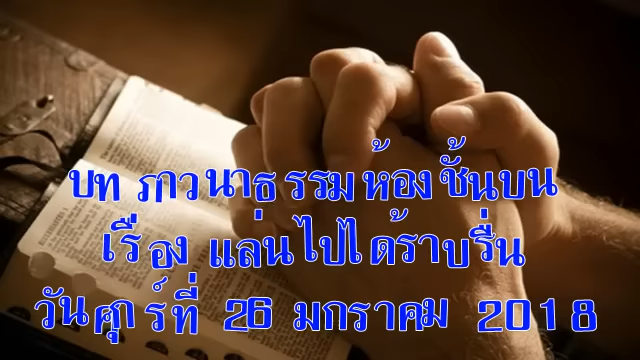 บท ภาวนาธรรมห้องชั้นบน
เรื่อง แล่นไปได้ราบรื่น
วันศุกร์ที่ 26 มกราคม 2018